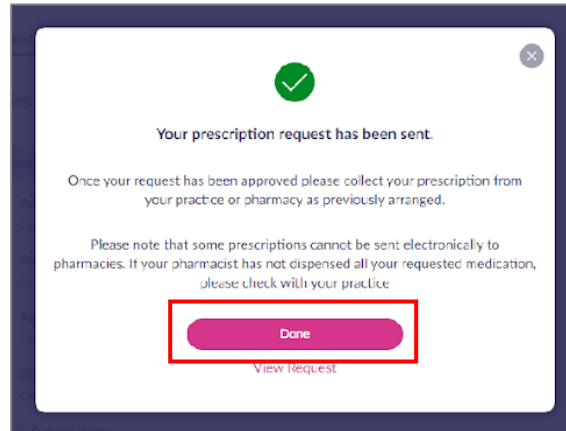 Your prescription request has been sent.
Once your request has been approved please collect your prescription from
your practice or pharmacy as previously arranged.
Please note that some prescriptions cannot be sent electronically to
pharmacies. If your pharmacist has not dispensed all your requested medication,
please check with your practice
Done
View Request